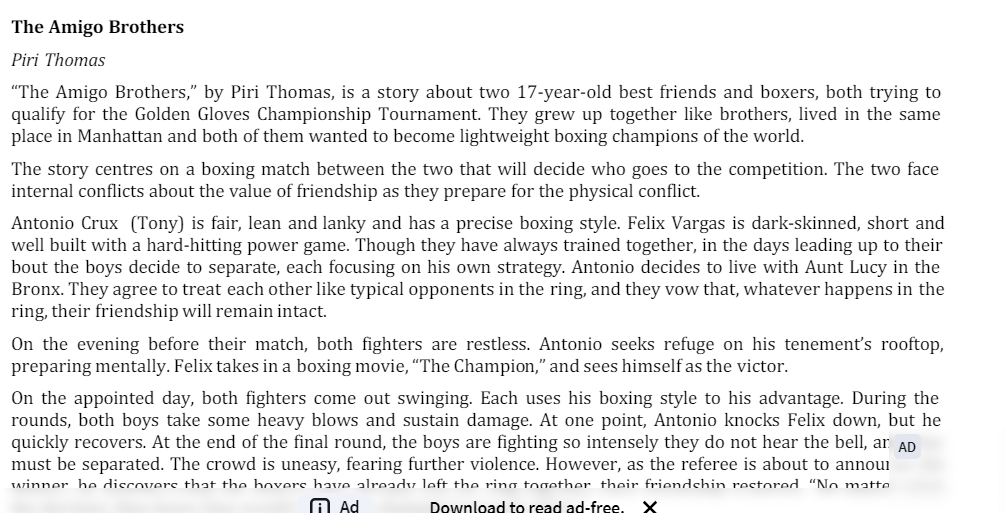 The Amigo Brothers
Piri Thomas
“The Amigo Brothers,” by Piri Thomas, is a story about two 17-year-old best friends and boxers, both trying to
qualify for the Golden Gloves Championship Tournament. They grew up together like brothers, lived in the same
place in Manhattan and both of them wanted to become lightweight boxing champions of the world.
The story centres on a boxing match between the two that will decide who goes to the competition. The two face
internal conflicts about the value of friendship as they prepare for the physical conflict.
Antonio Crux (Tony) is fair, lean and lanky and has a precise boxing style. Felix Vargas is dark-skinned, short and
well built with a hard-hitting power game. Though they have always trained together, in the days leading up to their
bout the boys decide to separate, each focusing on his own strategy. Antonio decides to live with Aunt Lucy in the
Bronx. They agree to treat each other like typical opponents in the ring, and they vow that, whatever happens in the
ring, their friendship will remain intact.
On the evening before their match, both fighters are restless. Antonio seeks refuge on his tenement’s rooftop,
preparing mentally. Felix takes in a boxing movie, “The Champion,” and sees himself as the victor.
On the appointed day, both fighters come out swinging. Each uses his boxing style to his advantage. During the
rounds, both boys take some heavy blows and sustain damage. At one point, Antonio knocks Felix down, but he
quickly recovers. At the end of the final round, the boys are fighting so intensely they do not hear the bell,
AD
must be separated. The crowd is uneasy, fearing further violence. However, as the referee is about to
winner, he discovers that the boxers have already left the ring together, their friendship restored. “No
Ad
Download to read ad-free.